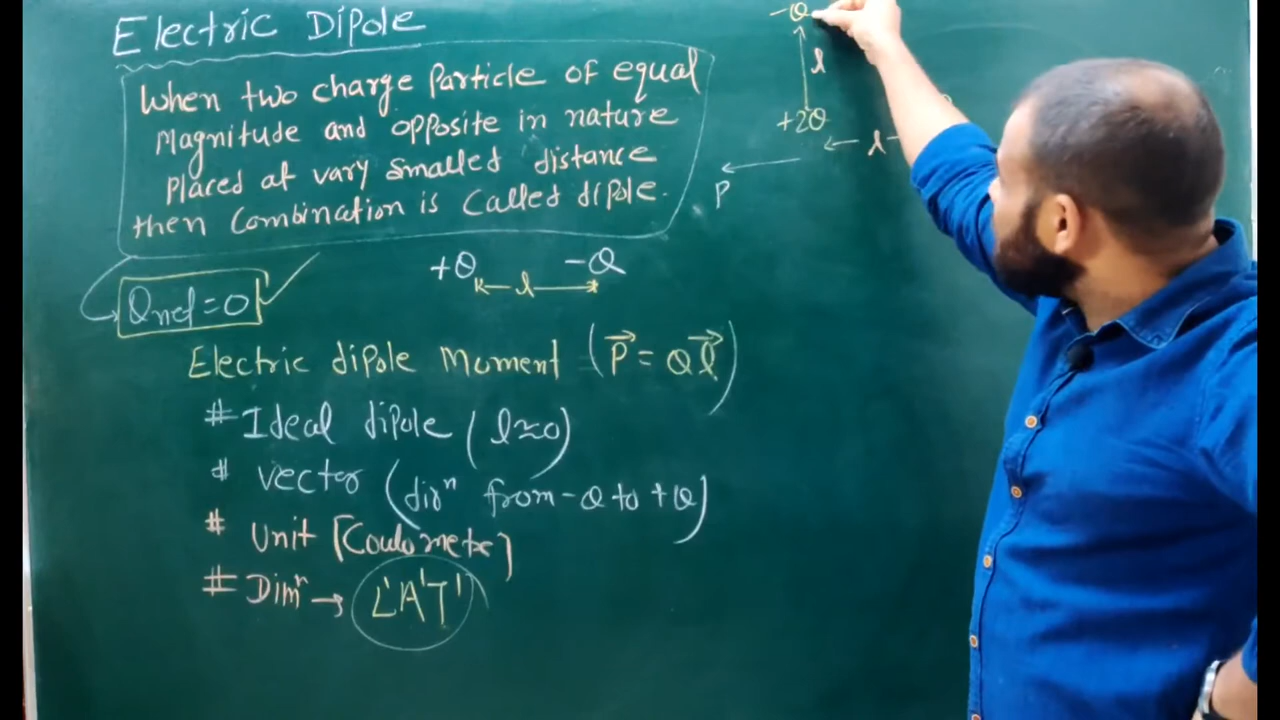 Electric Dipole
When two charge Particle of equal
Magnitude and opposite in nature
Placed at vary smalled distance
then Combination is Called dipole.
Qnet=0
+Q -Q
l
Electric dipole Moment (P⃗ = Ql⃗)
# Ideal dipole (l≈0)
# vector (dirⁿ from -Q to +Q)
# Unit [Coulometer]
# Dimⁿ → L¹A¹T¹
-Q
l
+2Q
l
P